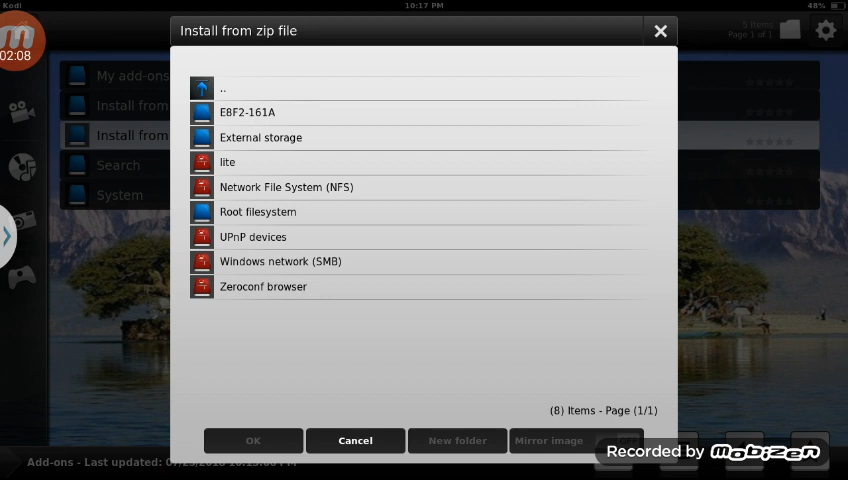 Kodi
10:17 PM
48%
Install from zip file
5 Items
Page 1 of 1
02:08
My add-ons
Install from
Install from
Search
System
..
E8F2-161A
External storage
lite
Network File System (NFS)
Root filesystem
UPnP devices
Windows network (SMB)
Zeroconf browser
(8) Items - Page (1/1)
OK
Cancel
New folder
Mirror image
Recorded by mobizen
Add-ons - Last updated: